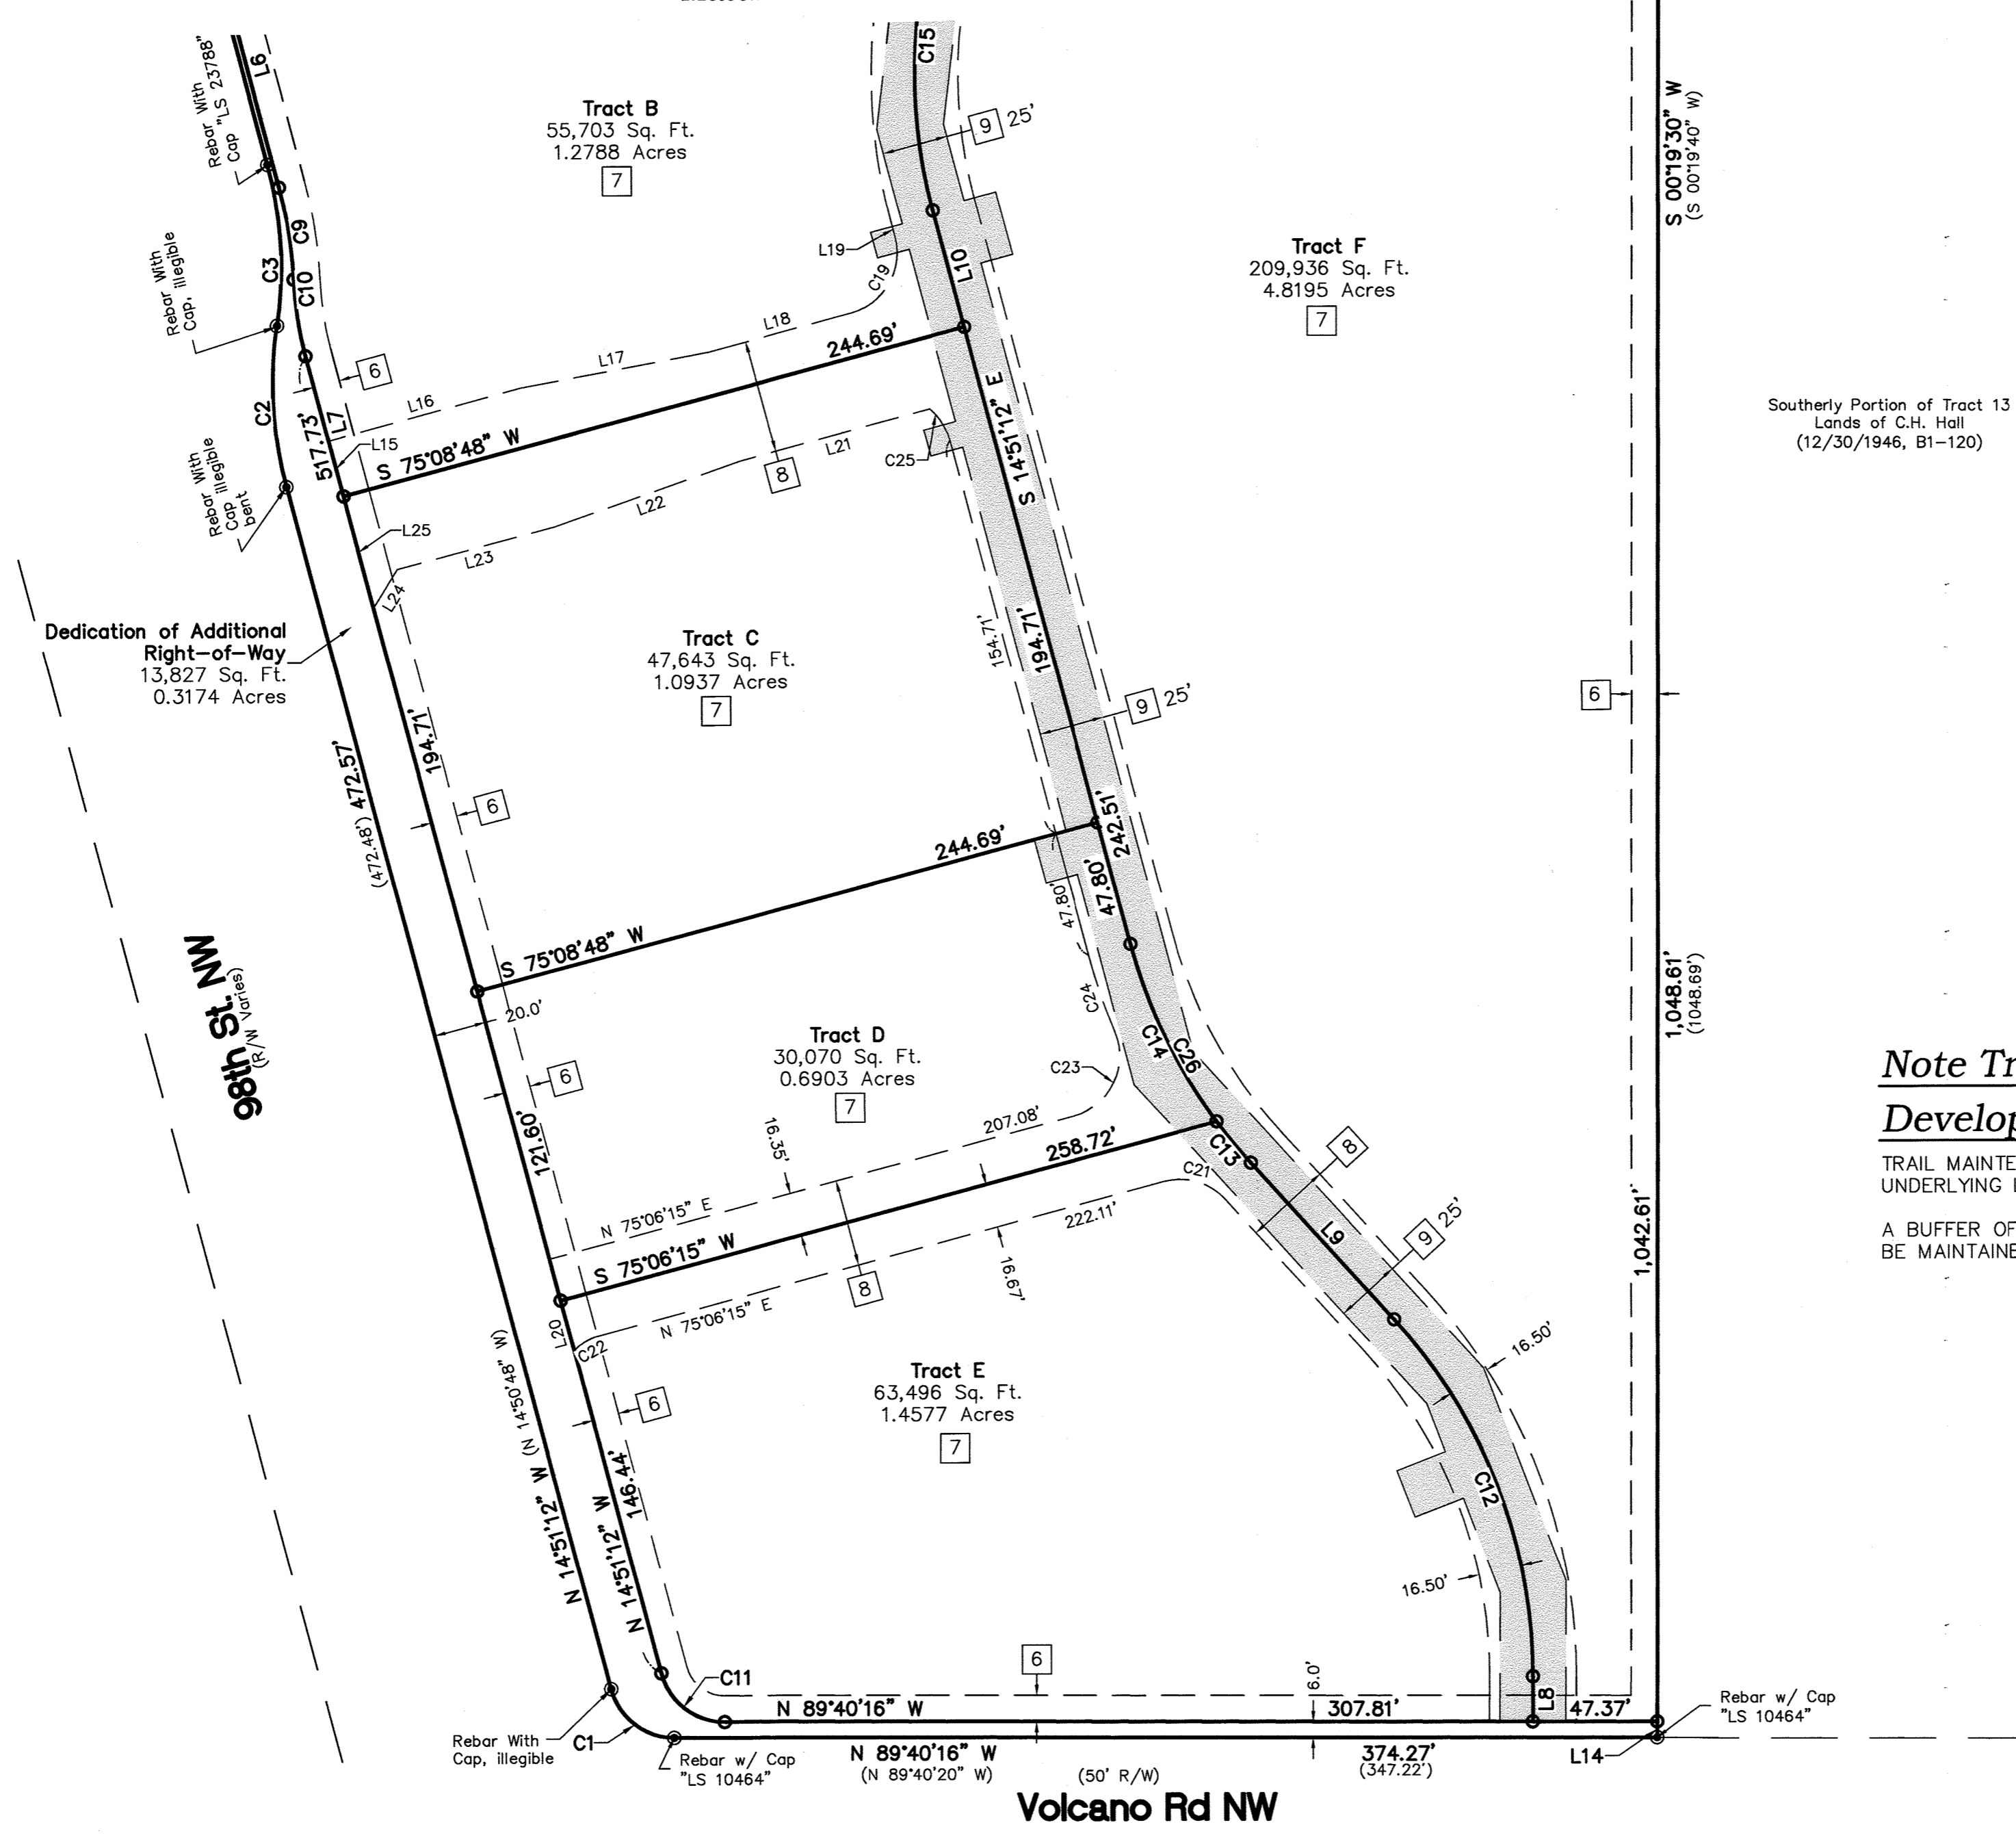 L6
Rebar With
Cap "LS 23788"
C15
Tract B
55,703 Sq. Ft.
1.2788 Acres
7
9 25'
S 00°19'30" W
(S 00°19'40" W)
C9
C3
C10
Rebar With
Cap, illegible
L19
C19
L10
Tract F
209,936 Sq. Ft.
4.8195 Acres
7
L18
L17
244.69'
6
L16
C2
517.73'
L7
L15
S 75°08'48" W
8
L21
C25
S 14°51'12" E
Southerly Portion of Tract 13
Lands of C.H. Hall
(12/30/1946, B1-120)
Rebar With
Cap illegible
bent
L22
L25
L23
L24
Dedication of Additional
Right-of-Way
13,827 Sq. Ft.
0.3174 Acres
Tract C
47,643 Sq. Ft.
1.0937 Acres
7
154.71'
194.71'
9 25'
6
194.71'
472.57'
(472.48')
6
244.69'
242.51'
47.80'
47.80'
S 75°08'48" W
98th St. NW
(R/W Varies)
20.0'
C24
1,048.61'
(1048.69')
Tract D
30,070 Sq. Ft.
0.6903 Acres
7
6
C14
C26
C23
Note Tr
Develop
TRAIL MAINTE
UNDERLYING
A BUFFER OF
BE MAINTAINE
121.60'
16.35'
207.08'
258.72'
C13
8
C21
N 75°06'15" E
S 75°06'15" W
222.11'
L9
9 25'
1,042.61'
8
16.67'
N 75°06'15" E
L20
C22
16.50'
Tract E
63,496 Sq. Ft.
1.4577 Acres
7
6
N 14°51'12" W
(N 14°50'48" W)
146.44'
N 14°51'12" W
C12
16.50'
C11
6
6.0'
N 89°40'16" W
307.81'
L8
47.37'
Rebar w/ Cap
"LS 10464"
Rebar With
Cap, illegible
C1
Rebar w/ Cap
"LS 10464"
N 89°40'16" W
(N 89°40'20" W)
(50' R/W)
374.27'
(347.22')
L14
Volcano Rd NW